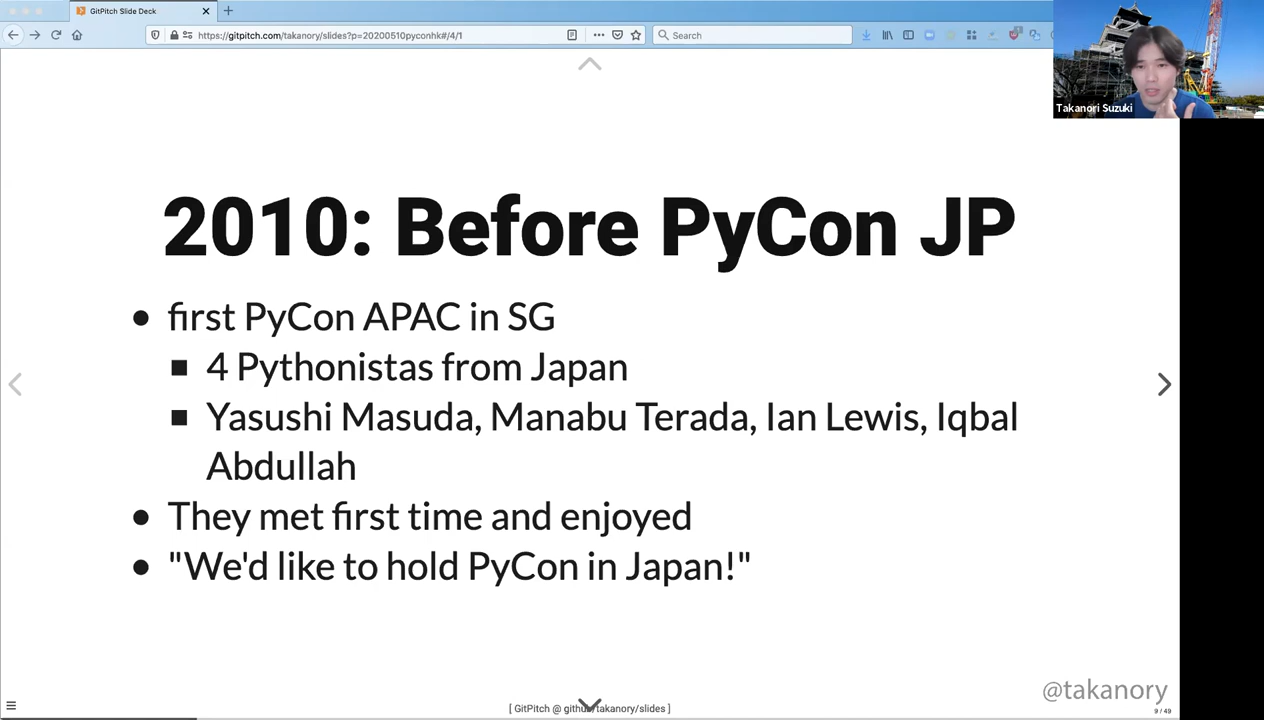 GitPitch Slide Deck
https://gitpitch.com/takanory/slides?p=20200510pyconhk#/4/1
Search
Takanori Suzuki
2010: Before PyCon JP
• first PyCon APAC in SG
■ 4 Pythonistas from Japan
■ Yasushi Masuda, Manabu Terada, Ian Lewis, Iqbal
Abdullah
• They met first time and enjoyed
• "We'd like to hold PyCon in Japan!"
@takanory
[ GitPitch @ github/takanory/slides ]
9 / 49